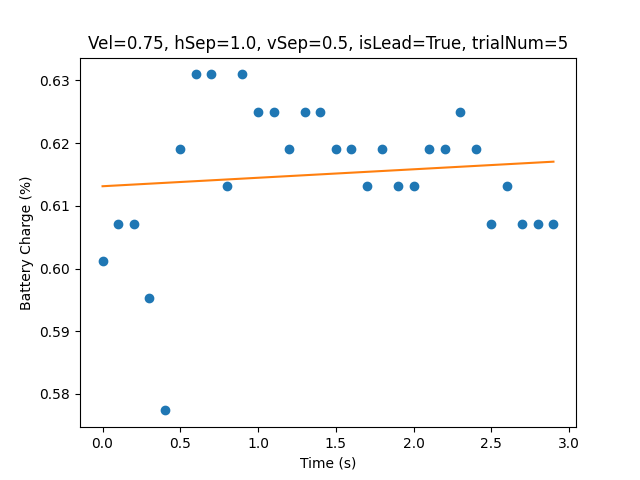 Vel=0.75, hSep=1.0, vSep=0.5, isLead=True, trialNum=5
0.63
0.62
0.61
0.60
0.59
0.58
Battery Charge (%)
0.0 0.5 1.0 1.5 2.0 2.5 3.0
Time (s)